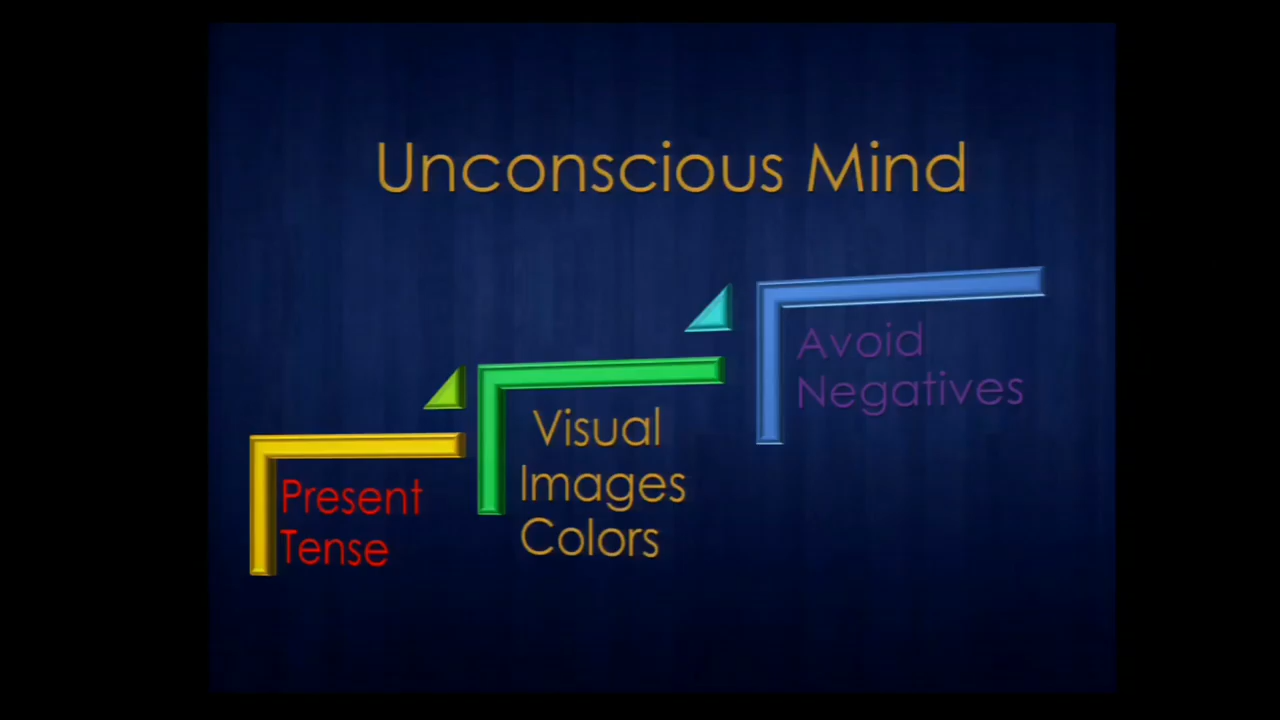 Unconscious Mind
Present
Tense
Visual
Images
Colors
Avoid
Negatives